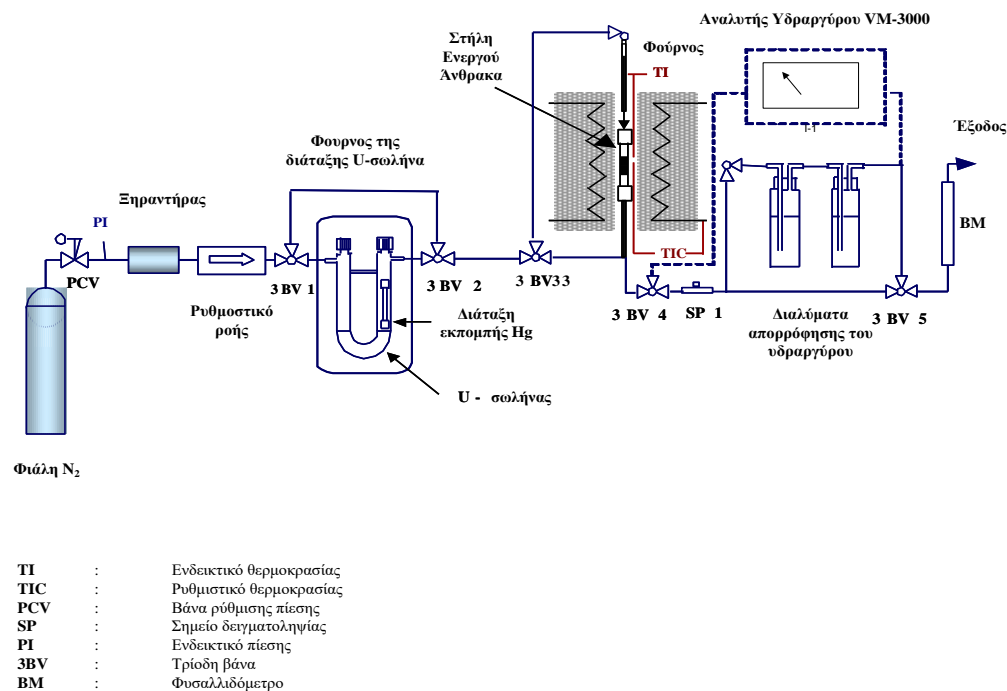 Αναλυτής Υδραργύρου VM-3000
Στήλη
Ενεργού
Άνθρακα
Φούρνος
TI
I-1
Έξοδος
Φουρνος της
διάταξης U-σωλήνα
Ξηραντήρας
PI
PCV
3 BV 1
3 BV 2
3 BV33
TIC
BM
Ρυθμοστικό
ροής
Διάταξη
εκπομπής Hg
3 BV 4
SP 1
Διαλύματα
απορρόφησης του
υδραργύρου
3 BV 5
U - σωλήνας
Φιάλη N₂
TI : Ενδεικτικό θερμοκρασίας
TIC : Ρυθμιστικό θερμοκρασίας
PCV : Βάνα ρύθμισης πίεσης
SP : Σημείο δειγματοληψίας
PI : Ενδεικτικό πίεσης
3BV : Τρίοδη βάνα
BM : Φυσαλλιδόμετρο